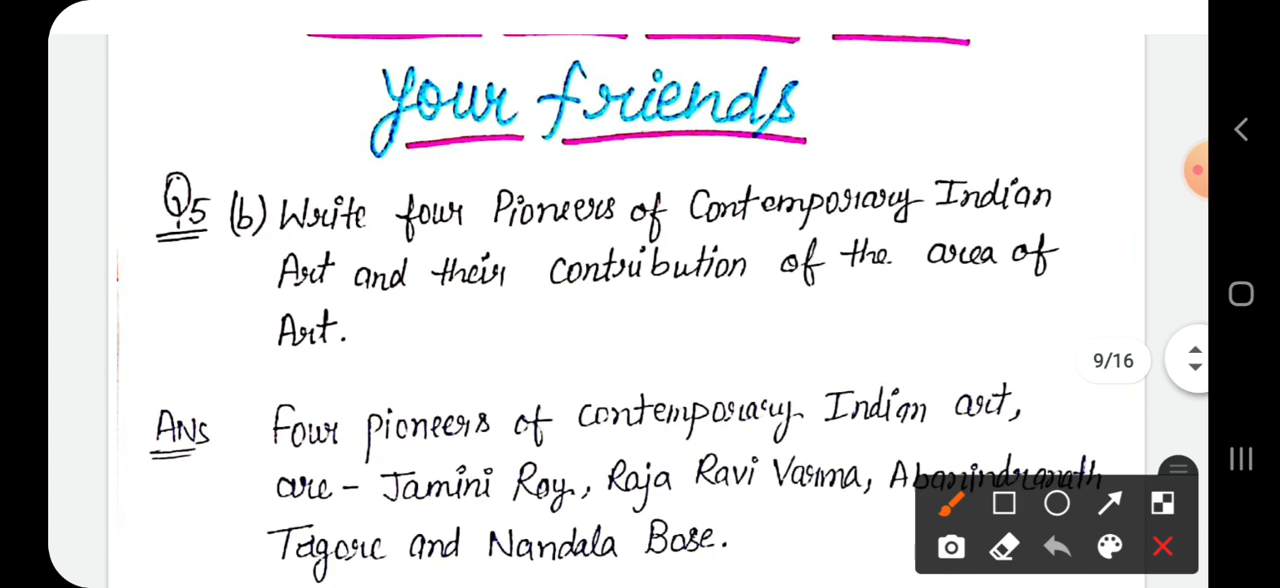 your friends
Q5 (b) Write four Pioneers of Contemporary Indian
Art and their contribution of the area of
Art.
9/16
Ans Four pioneers of contemporary Indian art,
are - Jamini Roy, Raja Ravi Varma, Abanindranath
Tagore and Nandala Bose.